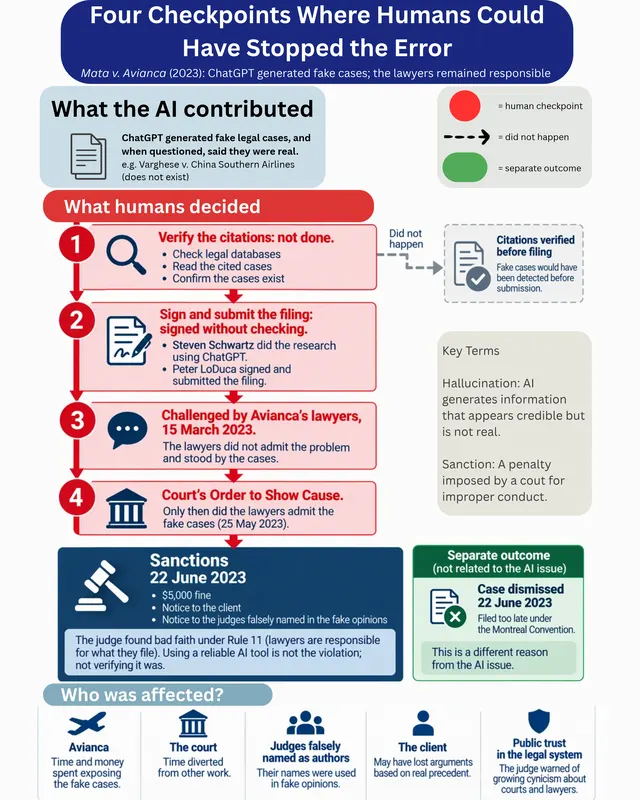 Four Checkpoints Where Humans Could
Have Stopped the Error
Mata v. Avianca (2023): ChatGPT generated fake cases; the lawyers remained responsible
What the AI contributed
ChatGPT generated fake legal cases, and
when questioned, said they were real.
e.g. Varghese v. China Southern Airlines
(does not exist)
= human checkpoint
= did not happen
= separate outcome
What humans decided
1
Verify the citations: not done.
• Check legal databases
• Read the cited cases
• Confirm the cases exist
Did not
happen
Citations verified
before filing
Fake cases would have
been detected before
submission.
2
Sign and submit the filing:
signed without checking.
• Steven Schwartz did the research
using ChatGPT.
• Peter LoDuca signed and
submitted the filing.
3
Challenged by Avianca's lawyers,
15 March 2023.
The lawyers did not admit the problem
and stood by the cases.
4
Court's Order to Show Cause.
Only then did the lawyers admit the
fake cases (25 May 2023).
Key Terms
Hallucination: AI
generates information
that appears credible but
is not real.
Sanction: A penalty
imposed by a cout for
improper conduct.
Sanctions
22 June 2023
• $5,000 fine
• Notice to the client
• Notice to the judges falsely named in the fake opinions
The judge found bad faith under Rule 11 (lawyers are responsible
for what they file). Using a reliable AI tool is not the violation;
not verifying it was.
Separate outcome
(not related to the AI issue)
Case dismissed
22 June 2023
Filed too late under
the Montreal Convention.
This is a different reason
from the AI issue.
Who was affected?
Avianca
Time and money
spent exposing
the fake cases.
The court
Time diverted
from other work.
Judges falsely
named as authors
Their names were used
in fake opinions.
The client
May have lost arguments
based on real precedent.
Public trust
in the legal system
The judge warned of
growing cynicism about
courts and lawyers.